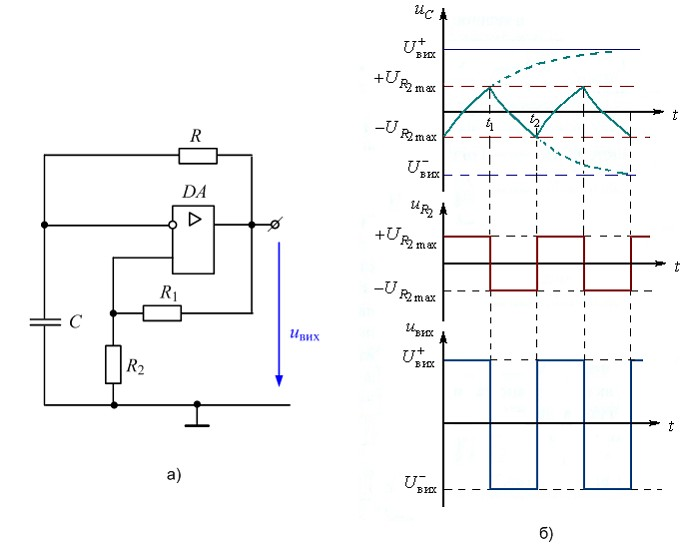 R
DA
R₁
C
R₂
uвих
а)
uC
U⁺вих
+UR₂ max
t
t₁
t₂
−UR₂ max
U⁻вих
uR₂
+UR₂ max
t
−UR₂ max
uвих
U⁺вих
t
U⁻вих
б)